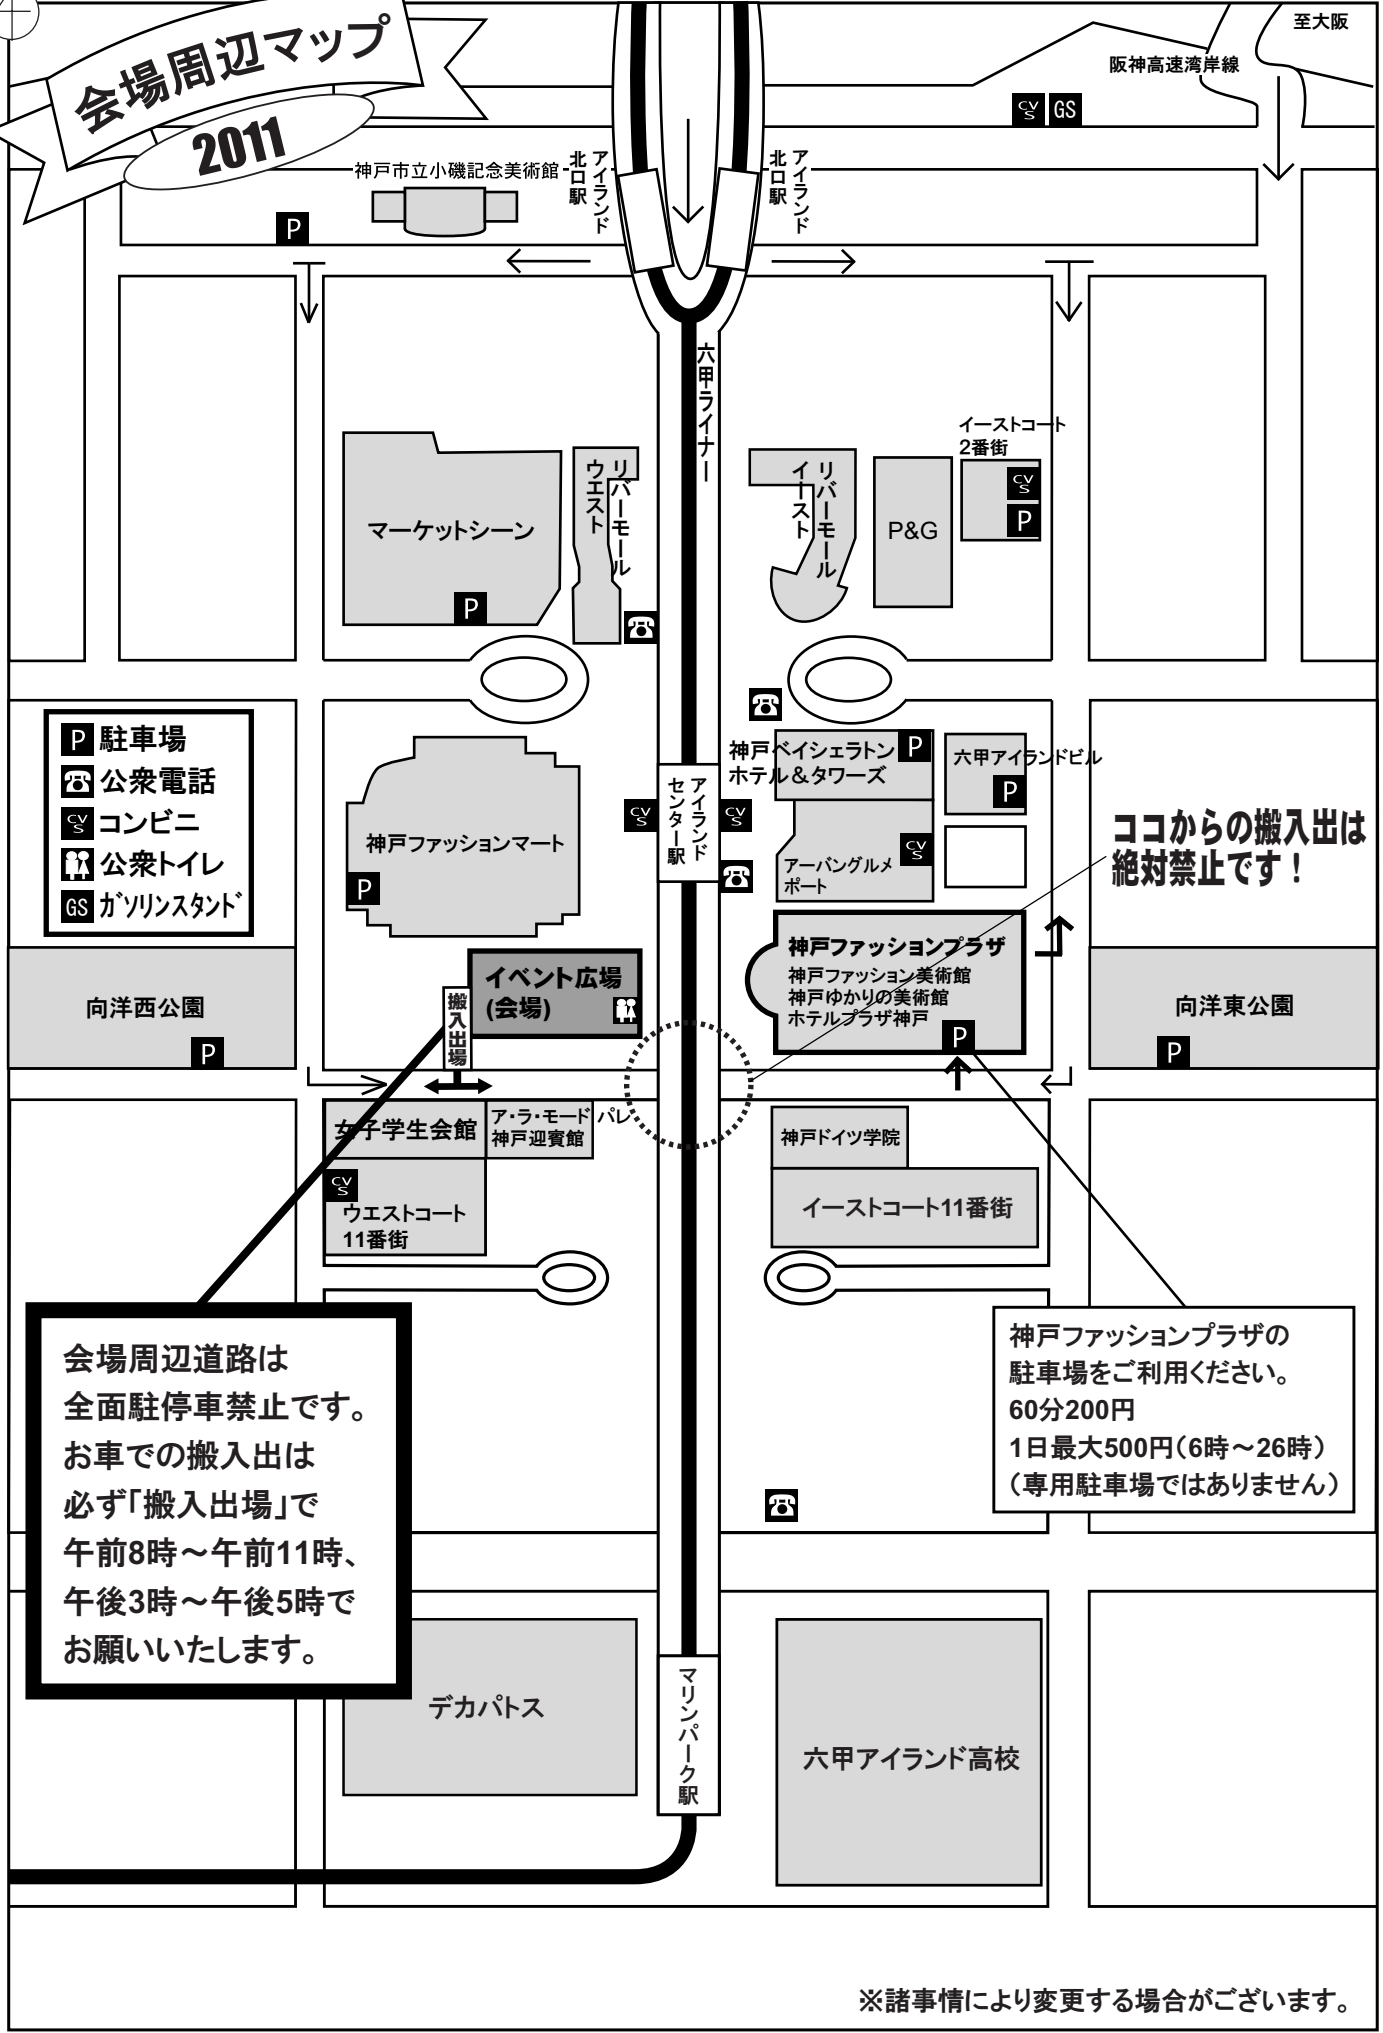 会場周辺マップ
2011
至大阪
阪神高速湾岸線
CVS
GS
神戸市立小磯記念美術館
アイランド
北口駅
アイランド
北口駅
P
六甲ライナー
イーストコート
2番街
CVS
P
マーケットシーン
P
リバーモール
ウエスト
リバーモール
イースト
P&G
P 駐車場
公衆電話
CVS コンビニ
公衆トイレ
GS ガソリンスタンド
神戸ファッションマート
P
CVS
アイランド
センター駅
CVS
神戸ベイシェラトン
ホテル＆タワーズ
P
六甲アイランドビル
P
アーバングルメ
ポート
CVS
ココからの搬入出は
絶対禁止です！
向洋西公園
P
イベント広場
(会場)
搬入出場
神戸ファッションプラザ
神戸ファッション美術館
神戸ゆかりの美術館
ホテルプラザ神戸
P
向洋東公園
P
女子学生会館
ア・ラ・モード パレ
神戸迎賓館
CVS
ウエストコート
11番街
神戸ドイツ学院
イーストコート11番街
会場周辺道路は
全面駐停車禁止です。
お車での搬入出は
必ず「搬入出場」で
午前8時～午前11時、
午後3時～午後5時で
お願いいたします。
神戸ファッションプラザの
駐車場をご利用ください。
60分200円
1日最大500円（6時～26時）
（専用駐車場ではありません）
デカパトス
マリンパーク駅
六甲アイランド高校
※諸事情により変更する場合がございます。